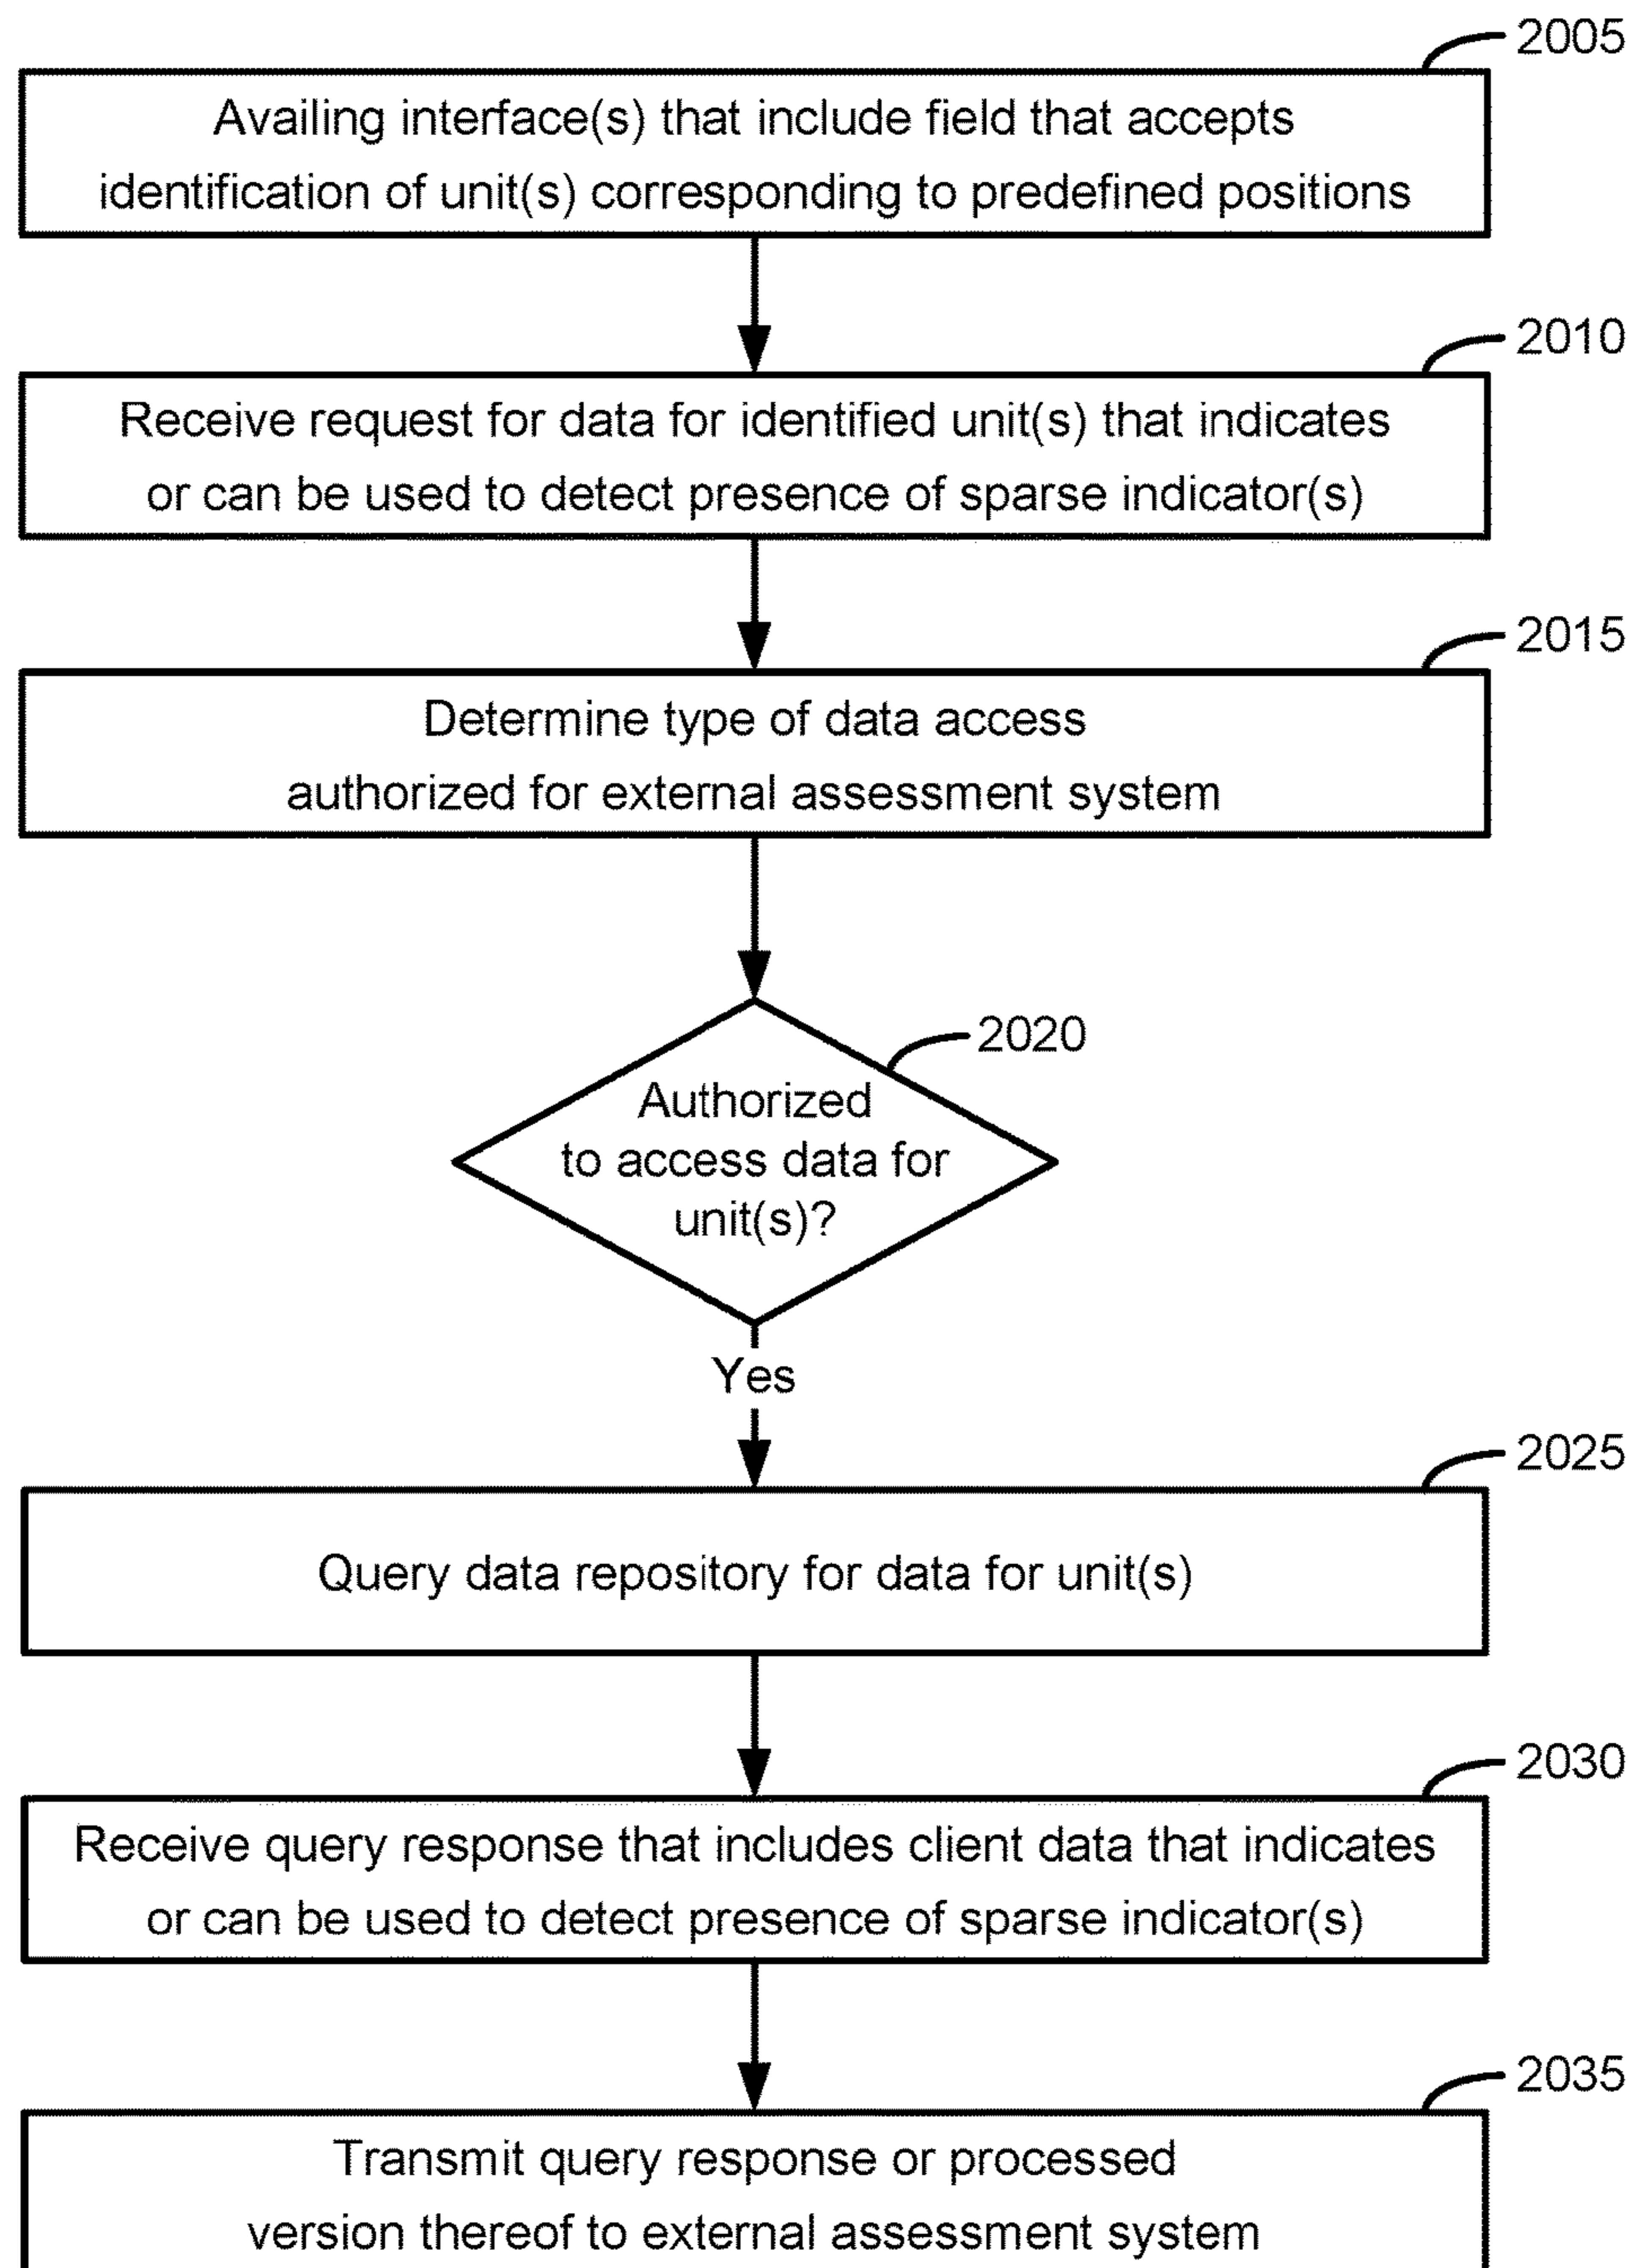 2005
Availing interface(s) that include field that accepts
identification of unit(s) corresponding to predefined positions
2010
Receive request for data for identified unit(s) that indicates
or can be used to detect presence of sparse indicator(s)
2015
Determine type of data access
authorized for external assessment system
2020
Authorized
to access data for
unit(s)?
Yes
2025
Query data repository for data for unit(s)
2030
Receive query response that includes client data that indicates
or can be used to detect presence of sparse indicator(s)
2035
Transmit query response or processed
version thereof to external assessment system